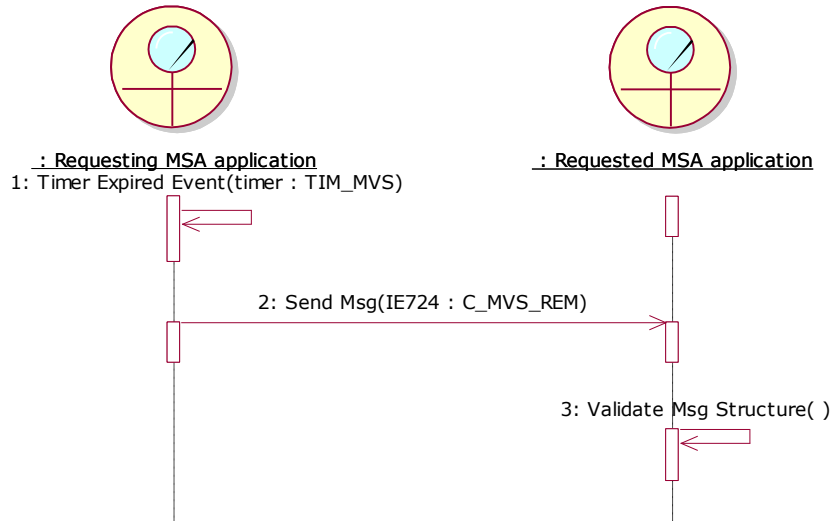 : Requesting MSA application
: Requested MSA application
1: Timer Expired Event(timer : TIM_MVS)
2: Send Msg(IE724 : C_MVS_REM)
3: Validate Msg Structure( )